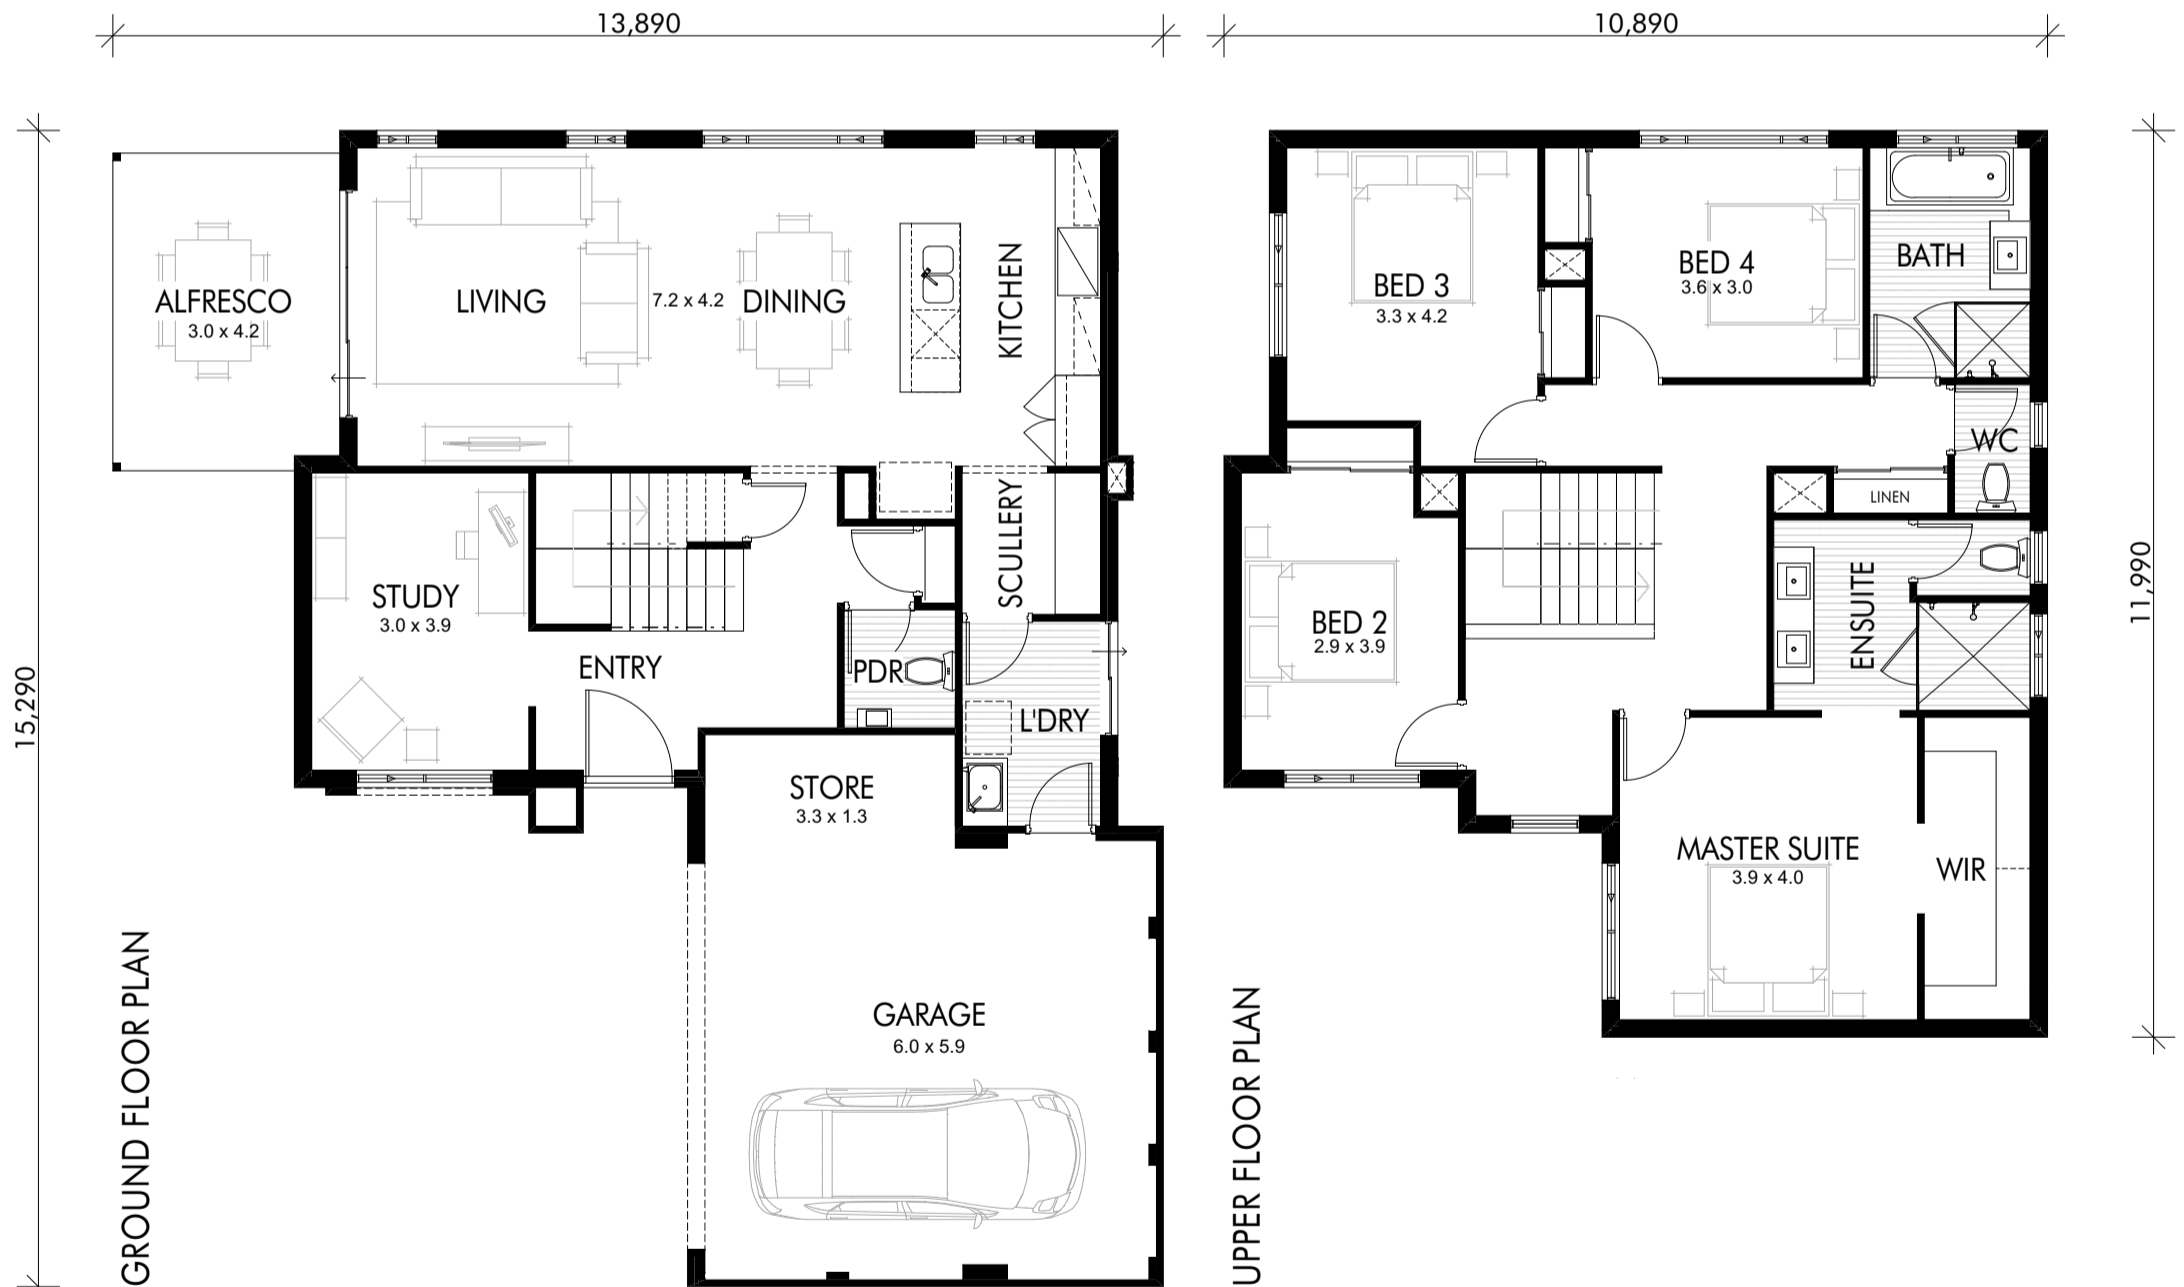 13,890
15,290
ALFRESCO
3.0 x 4.2
LIVING
7.2 x 4.2
DINING
KITCHEN
STUDY
3.0 x 3.9
ENTRY
PDR
SCULLERY
L'DRY
STORE
3.3 x 1.3
GARAGE
6.0 x 5.9
GROUND FLOOR PLAN
10,890
11,990
BED 3
3.3 x 4.2
BED 4
3.6 x 3.0
BATH
WC
LINEN
BED 2
2.9 x 3.9
ENSUITE
MASTER SUITE
3.9 x 4.0
WIR
UPPER FLOOR PLAN